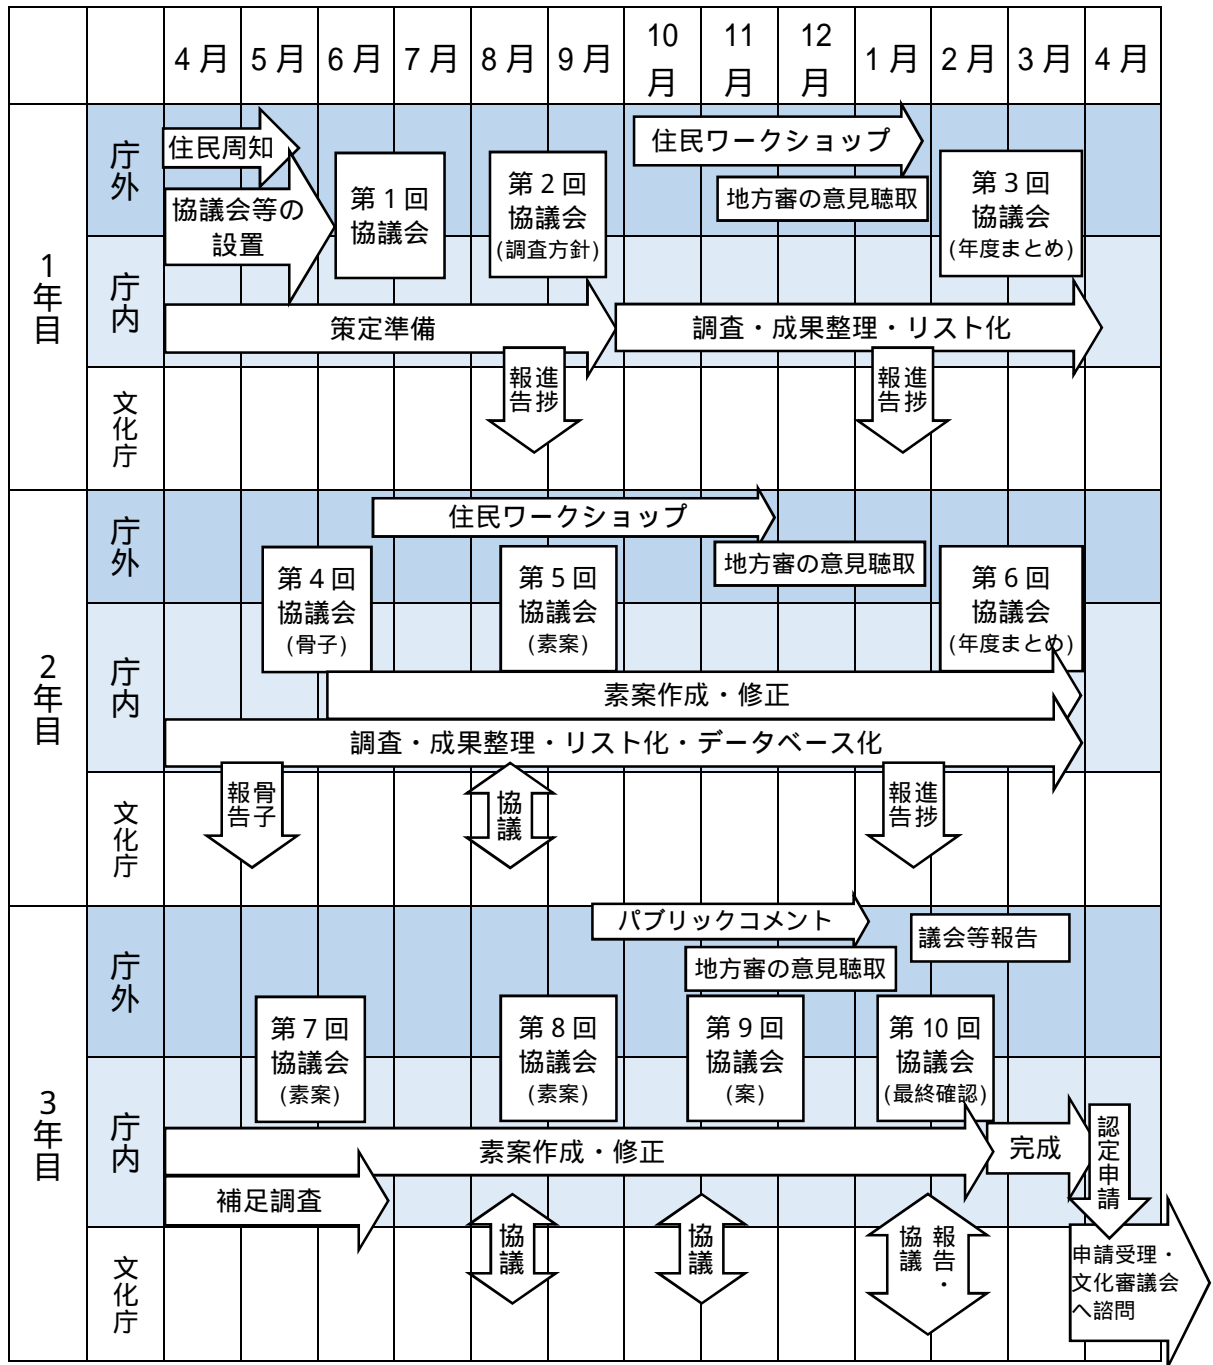 4月 5月 6月 7月 8月 9月 10月 11月 12月 1月 2月 3月 4月
1年目
庁外
住民周知
協議会等の
設置
第1回
協議会
第2回
協議会
(調査方針)
住民ワークショップ
地方審の意見聴取
第3回
協議会
(年度まとめ)
庁内
策定準備
調査・成果整理・リスト化
文化庁
進捗
報告
進捗
報告
2年目
庁外
住民ワークショップ
地方審の意見聴取
第4回
協議会
(骨子)
第5回
協議会
(素案)
第6回
協議会
(年度まとめ)
庁内
素案作成・修正
調査・成果整理・リスト化・データベース化
文化庁
骨子
報告
協議
進捗
報告
3年目
庁外
パブリックコメント
地方審の意見聴取
議会等報告
第7回
協議会
(素案)
第8回
協議会
(素案)
第9回
協議会
(案)
第10回
協議会
(最終確認)
庁内
素案作成・修正
完成
認定申請
補足調査
文化庁
協議
協議
報告・
協議
申請受理・
文化審議会
へ諮問